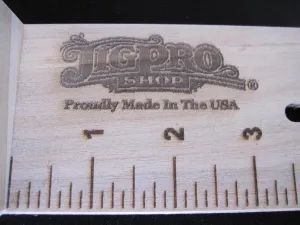 JIGPRO
SHOP ®
Proudly Made In The USA
1 2 3